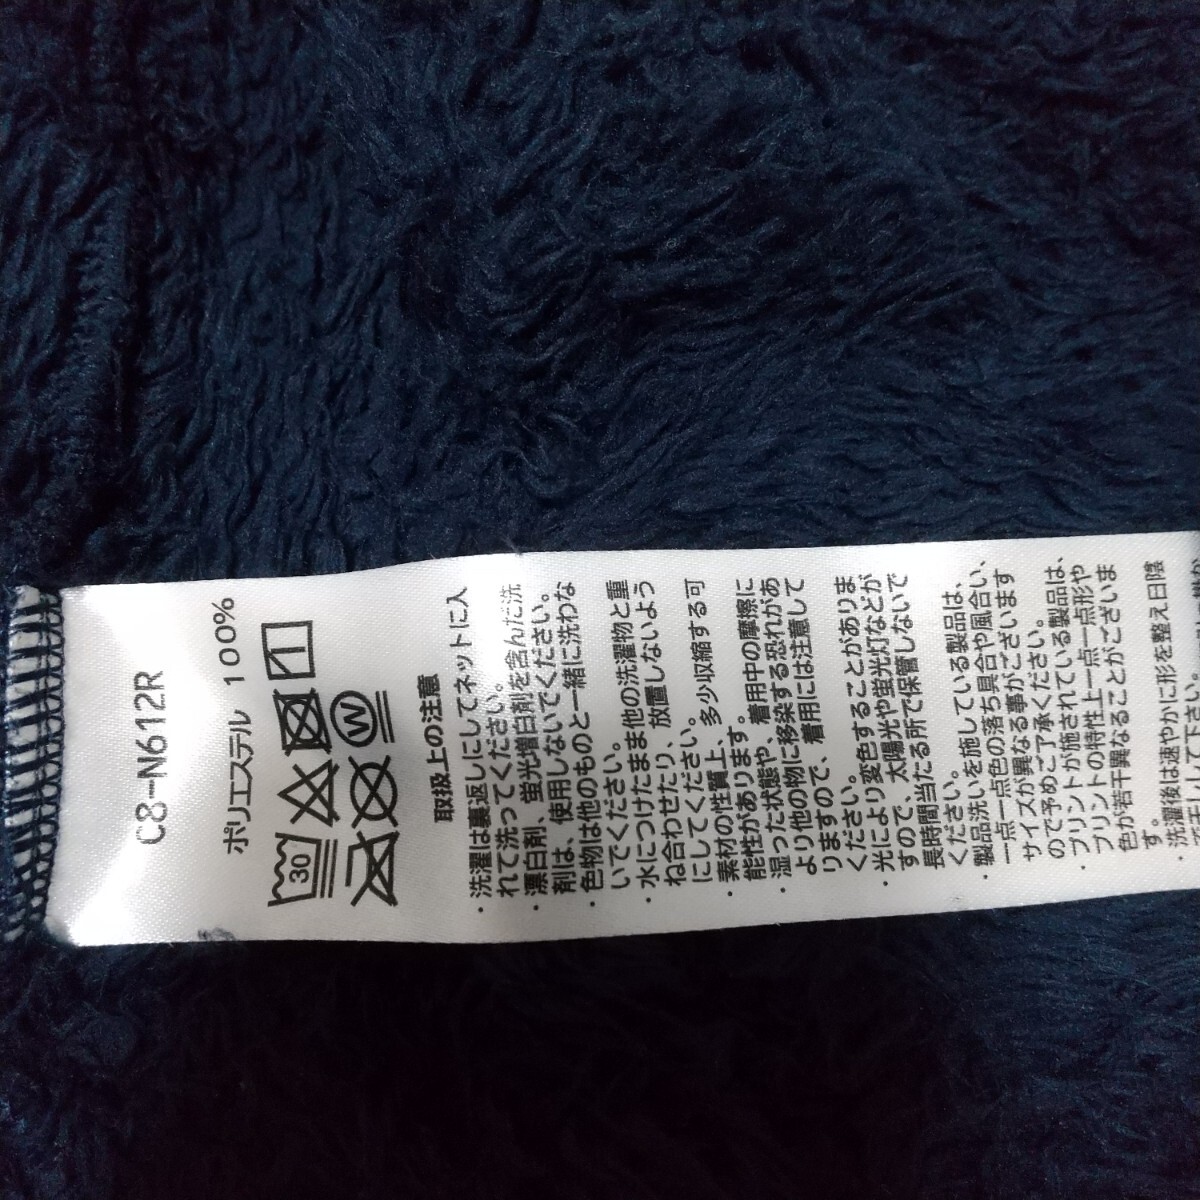 C8-N612R
ポリエステル 100%
30
W
取扱上の注意
・洗濯は裏返しにしてネットに入
れて洗ってください。
・漂白剤、蛍光増白剤を含んだ洗
剤は、使用しないでください。
・色物は他のものと一緒に洗わな
いでください。
・水につけたまま他の洗濯物と重
ね合わせたり、放置しないよう
にしてください。
・素材の性質上、多少収縮する可
能性があります。
・湿った状態や、着用中の摩擦に
より他の物に移染する恐れがあ
りますので、着用には注意して
ください。
・光により変色することがありま
すので、太陽光や蛍光灯などが
長時間当たる所で保管しないで
ください。
・製品洗いを施している製品は、
一点一点色の落ち具合や風合い、
サイズが異なる事がございます
ので予めご了承ください。
・プリントが施されている製品は、
プリントの特性上一点一点形や
色が若干異なることがございま
す。
・洗濯後は速やかに形を整え日陰